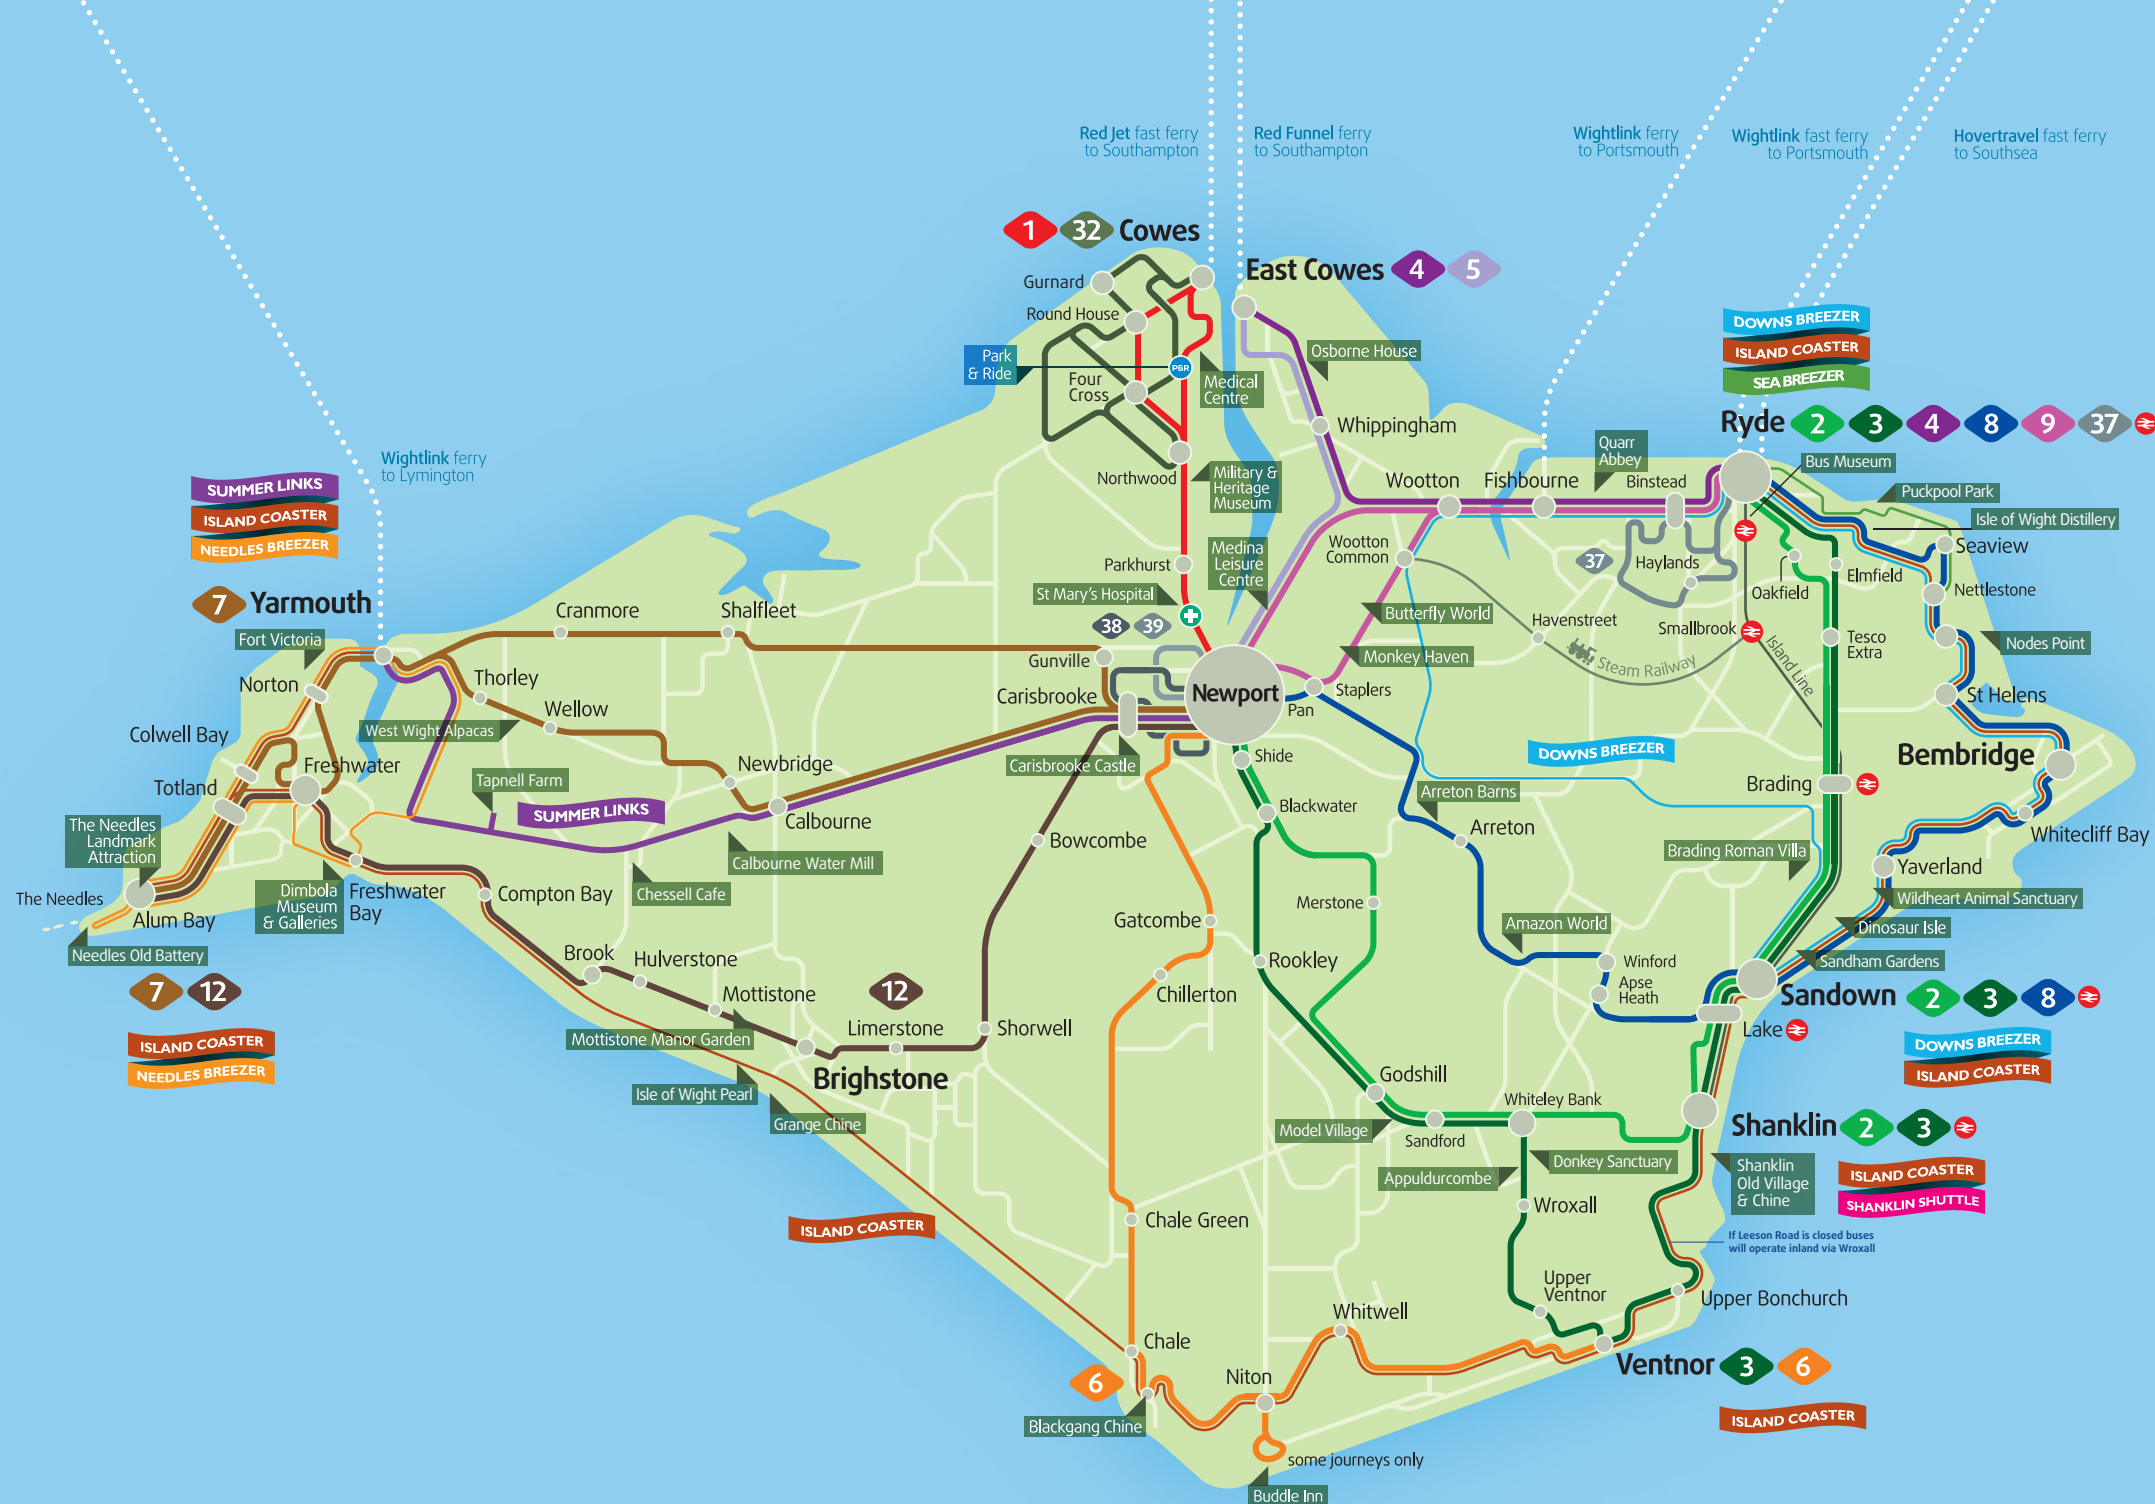 Red Jet fast ferry
to Southampton
Red Funnel ferry
to Southampton
Wightlink ferry
to Portsmouth
Wightlink fast ferry
to Portsmouth
Hovertravel fast ferry
to Southsea
1 32 Cowes
Gurnard
Round House
Park
& Ride
P&R
Four
Cross
Medical
Centre
Northwood
Military &
Heritage
Museum
Parkhurst
Medina
Leisure
Centre
St Mary's Hospital
38 39
East Cowes 4 5
Osborne House
Whippingham
Wootton
Fishbourne
Quarr
Abbey
Binstead
Wootton
Common
37
Haylands
DOWNS BREEZER
ISLAND COASTER
SEA BREEZER
Ryde 2 3 4 8 9 37
Bus Museum
Puckpool Park
Isle of Wight Distillery
Seaview
Elmfield
Oakfield
Nettlestone
Butterfly World
Havenstreet
Smallbrook
Steam Railway
Island Line
Tesco
Extra
Nodes Point
St Helens
Monkey Haven
Staplers
Pan
Newport
Wightlink ferry
to Lymington
SUMMER LINKS
ISLAND COASTER
NEEDLES BREEZER
7 Yarmouth
Fort Victoria
Cranmore
Shalfleet
Gunville
Carisbrooke
Norton
Thorley
Wellow
West Wight Alpacas
Colwell Bay
Freshwater
Totland
Tapnell Farm
SUMMER LINKS
Newbridge
Calbourne
Carisbrooke Castle
The Needles
Landmark
Attraction
Calbourne Water Mill
Chessell Cafe
Bowcombe
The Needles
Alum Bay
Dimbola
Museum
& Galleries
Freshwater
Bay
Compton Bay
Needles Old Battery
7 12
ISLAND COASTER
NEEDLES BREEZER
Brook
Hulverstone
Mottistone
12
Limerstone
Shorwell
Mottistone Manor Garden
Brighstone
Isle of Wight Pearl
Grange Chine
ISLAND COASTER
Shide
Blackwater
Gatcombe
Chillerton
Merstone
Rookley
DOWNS BREEZER
Arreton Barns
Arreton
Amazon World
Winford
Apse
Heath
Brading
Brading Roman Villa
Bembridge
Whitecliff Bay
Yaverland
Wildheart Animal Sanctuary
Dinosaur Isle
Sandham Gardens
Sandown 2 3 8
Lake
DOWNS BREEZER
ISLAND COASTER
Godshill
Whiteley Bank
Model Village
Sandford
Donkey Sanctuary
Appuldurcombe
Shanklin 2 3
Shanklin
Old Village
& Chine
ISLAND COASTER
SHANKLIN SHUTTLE
If Leeson Road is closed buses
will operate inland via Wroxall
Wroxall
Chale Green
Upper
Ventnor
Upper Bonchurch
Whitwell
Chale
6
Blackgang Chine
Niton
Ventnor 3 6
ISLAND COASTER
some journeys only
Buddle Inn